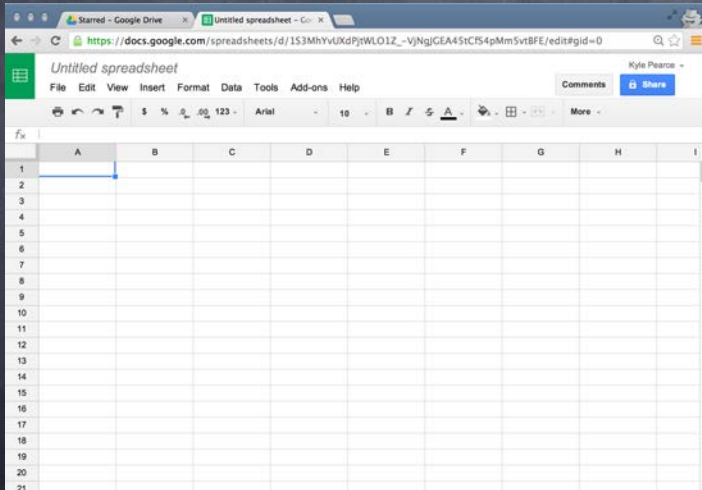 Starred - Google Drive
Untitled spreadsheet - Go
https://docs.google.com/spreadsheets/d/
edit#gid=0
Untitled spreadsheet
Kyle Pearce
File Edit View Insert Format Data Tools Add-ons Help
Comments
Share
$ % .0 .00 123 Arial 10 B I S A More
fx
A B C D E F G H I
1
2
3
4
5
6
7
8
9
10
11
12
13
14
15
16
17
18
19
20
21